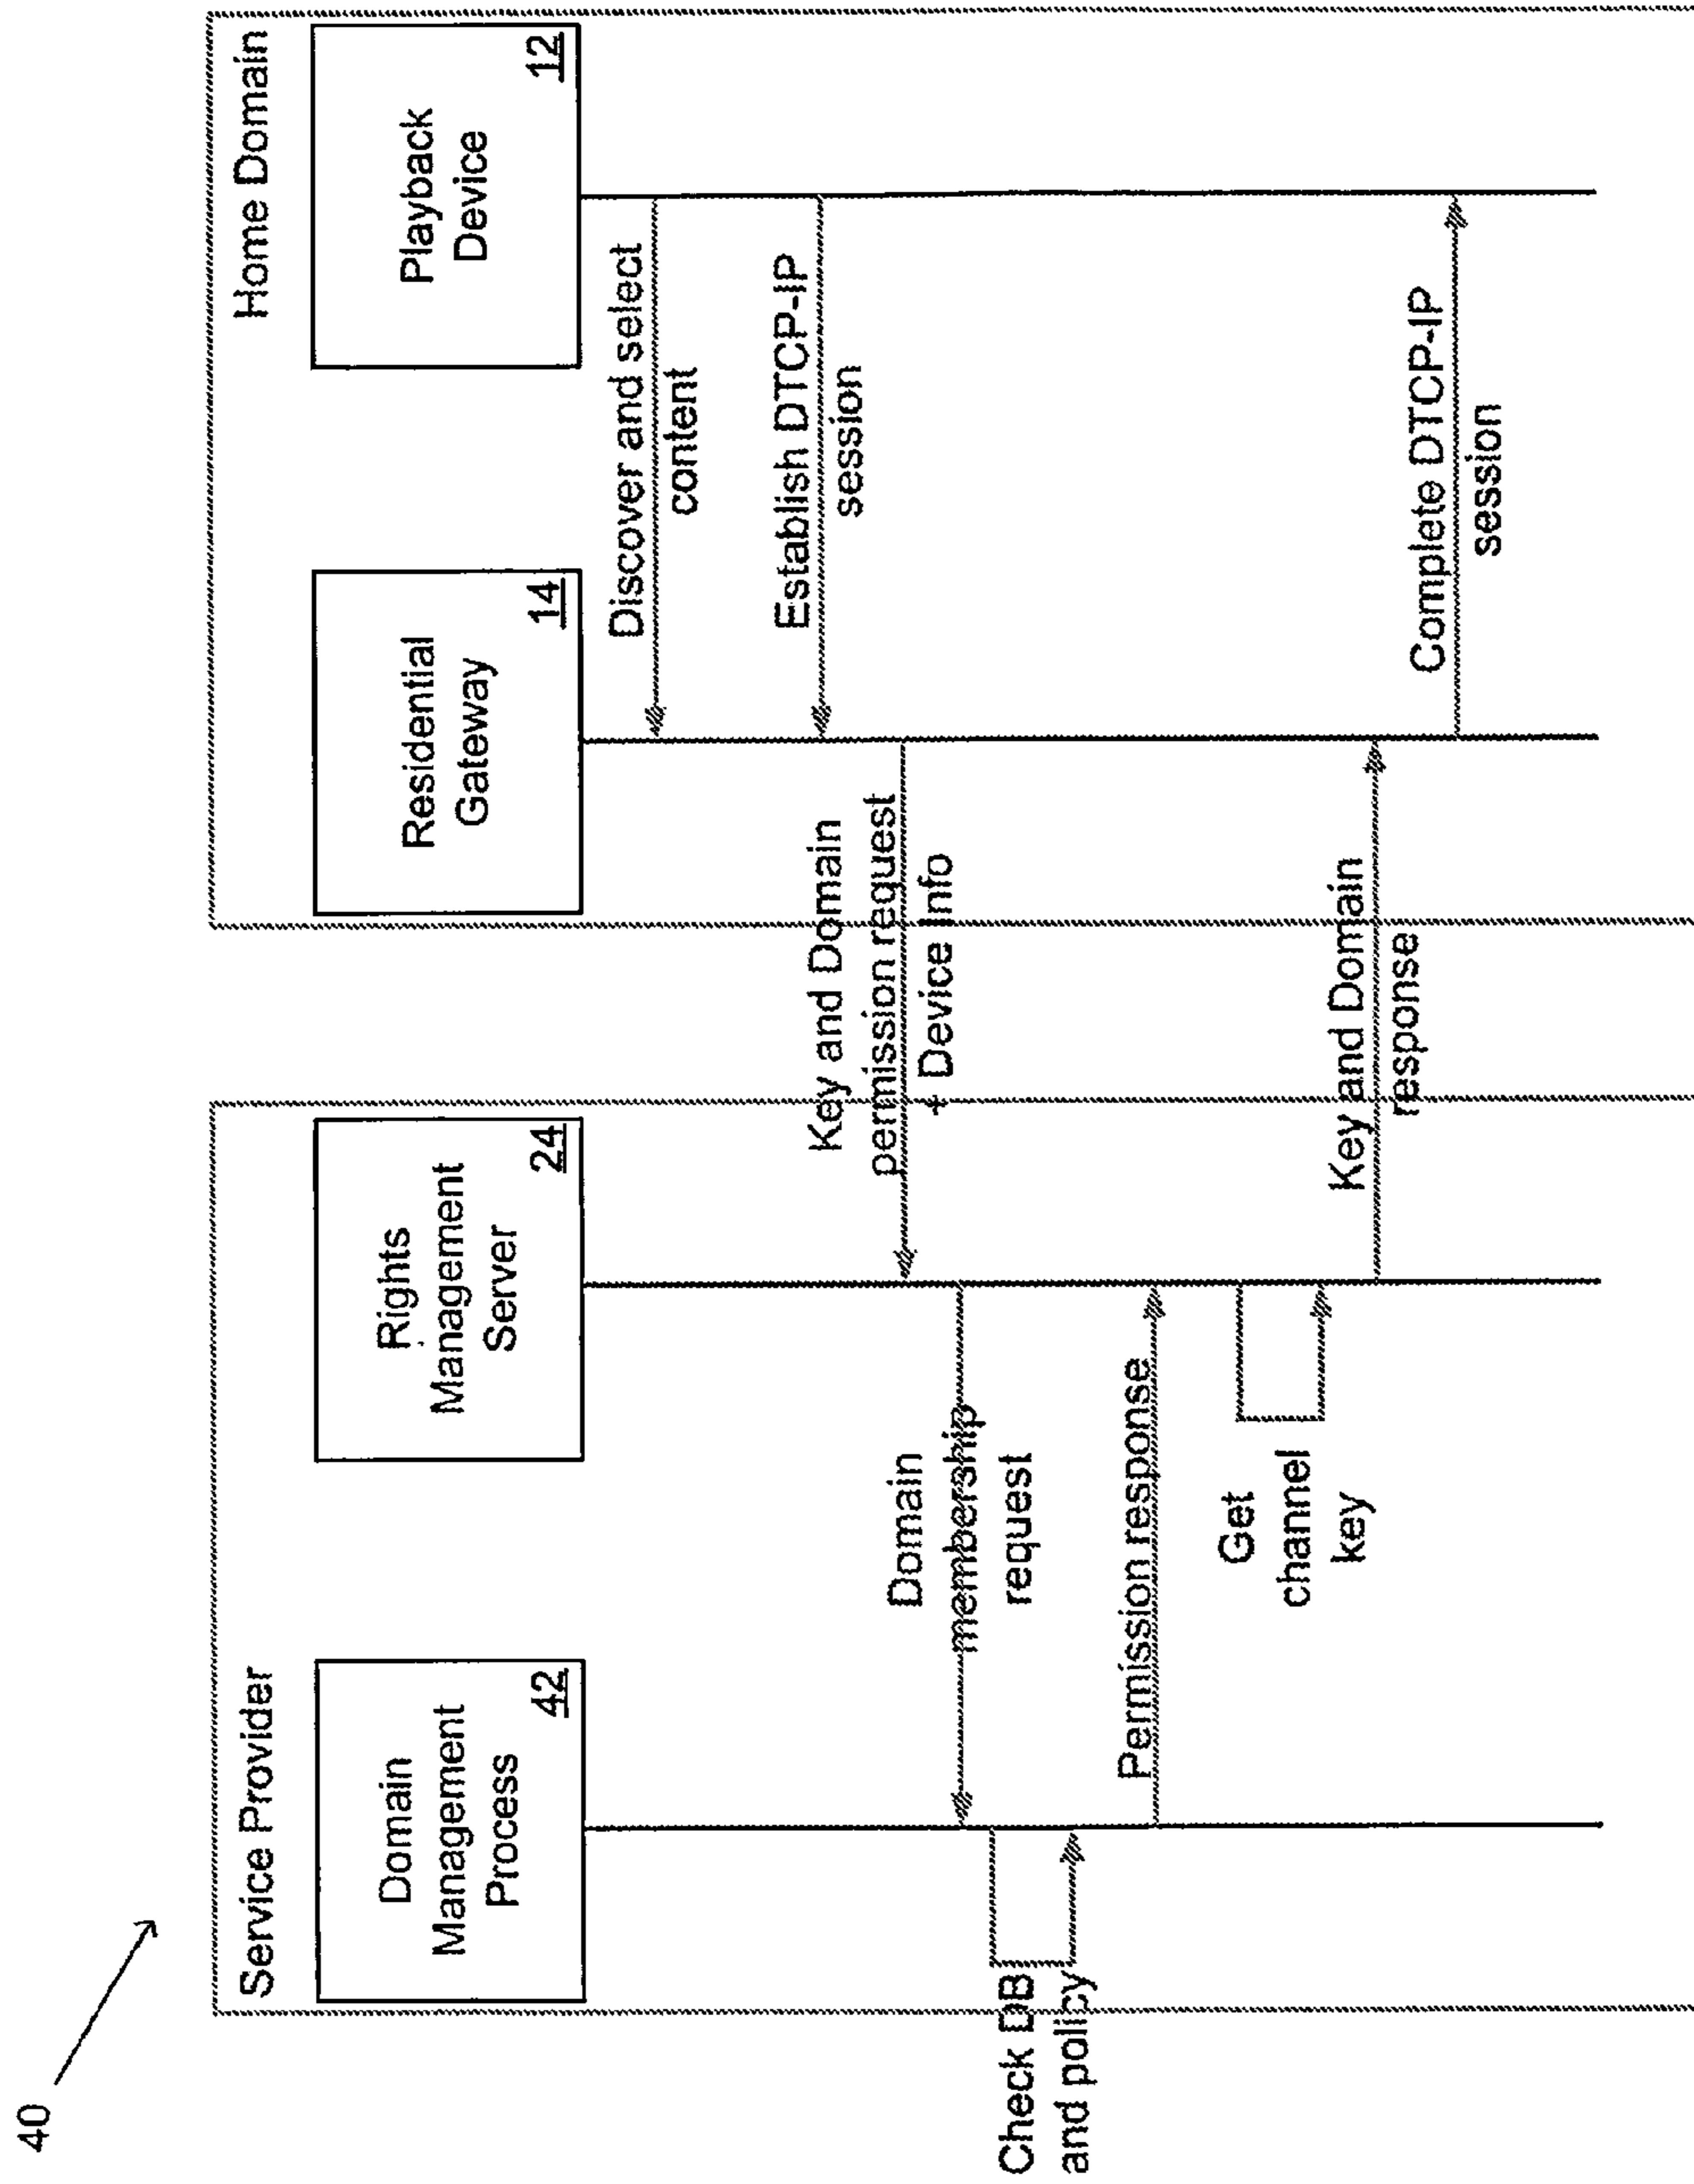 40
Service Provider
Home Domain
Domain
Management
Process
42
Rights
Management
Server
24
Residential
Gateway
14
Playback
Device
12
Discover and select
content
Establish DTCP-IP
session
Key and Domain
permission request
+ Device Info
Domain
membership
request
Check DB
and policy
Permission response
Get
channel
key
Key and Domain
response
Complete DTCP-IP
session